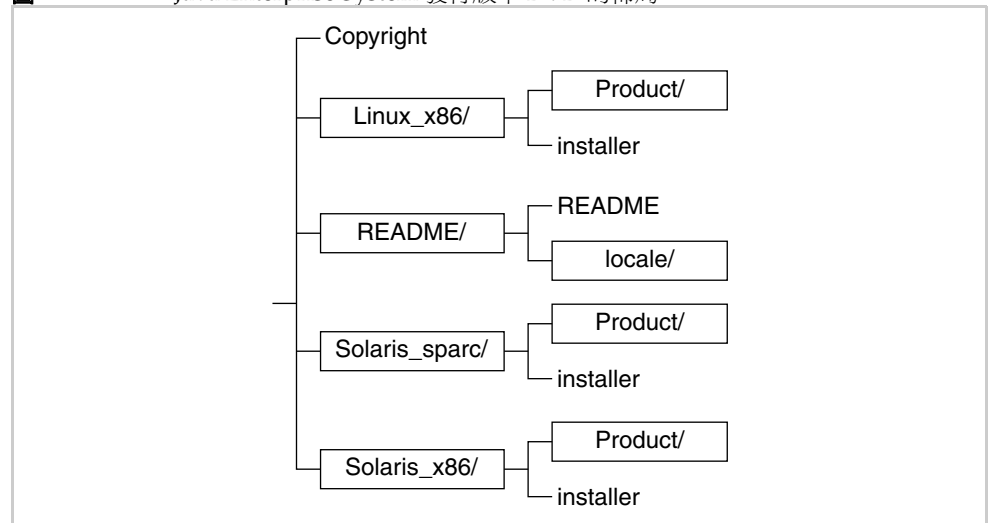 Copyright
Linux_x86/
Product/
installer
README/
README
locale/
Solaris_sparc/
Product/
installer
Solaris_x86/
Product/
installer